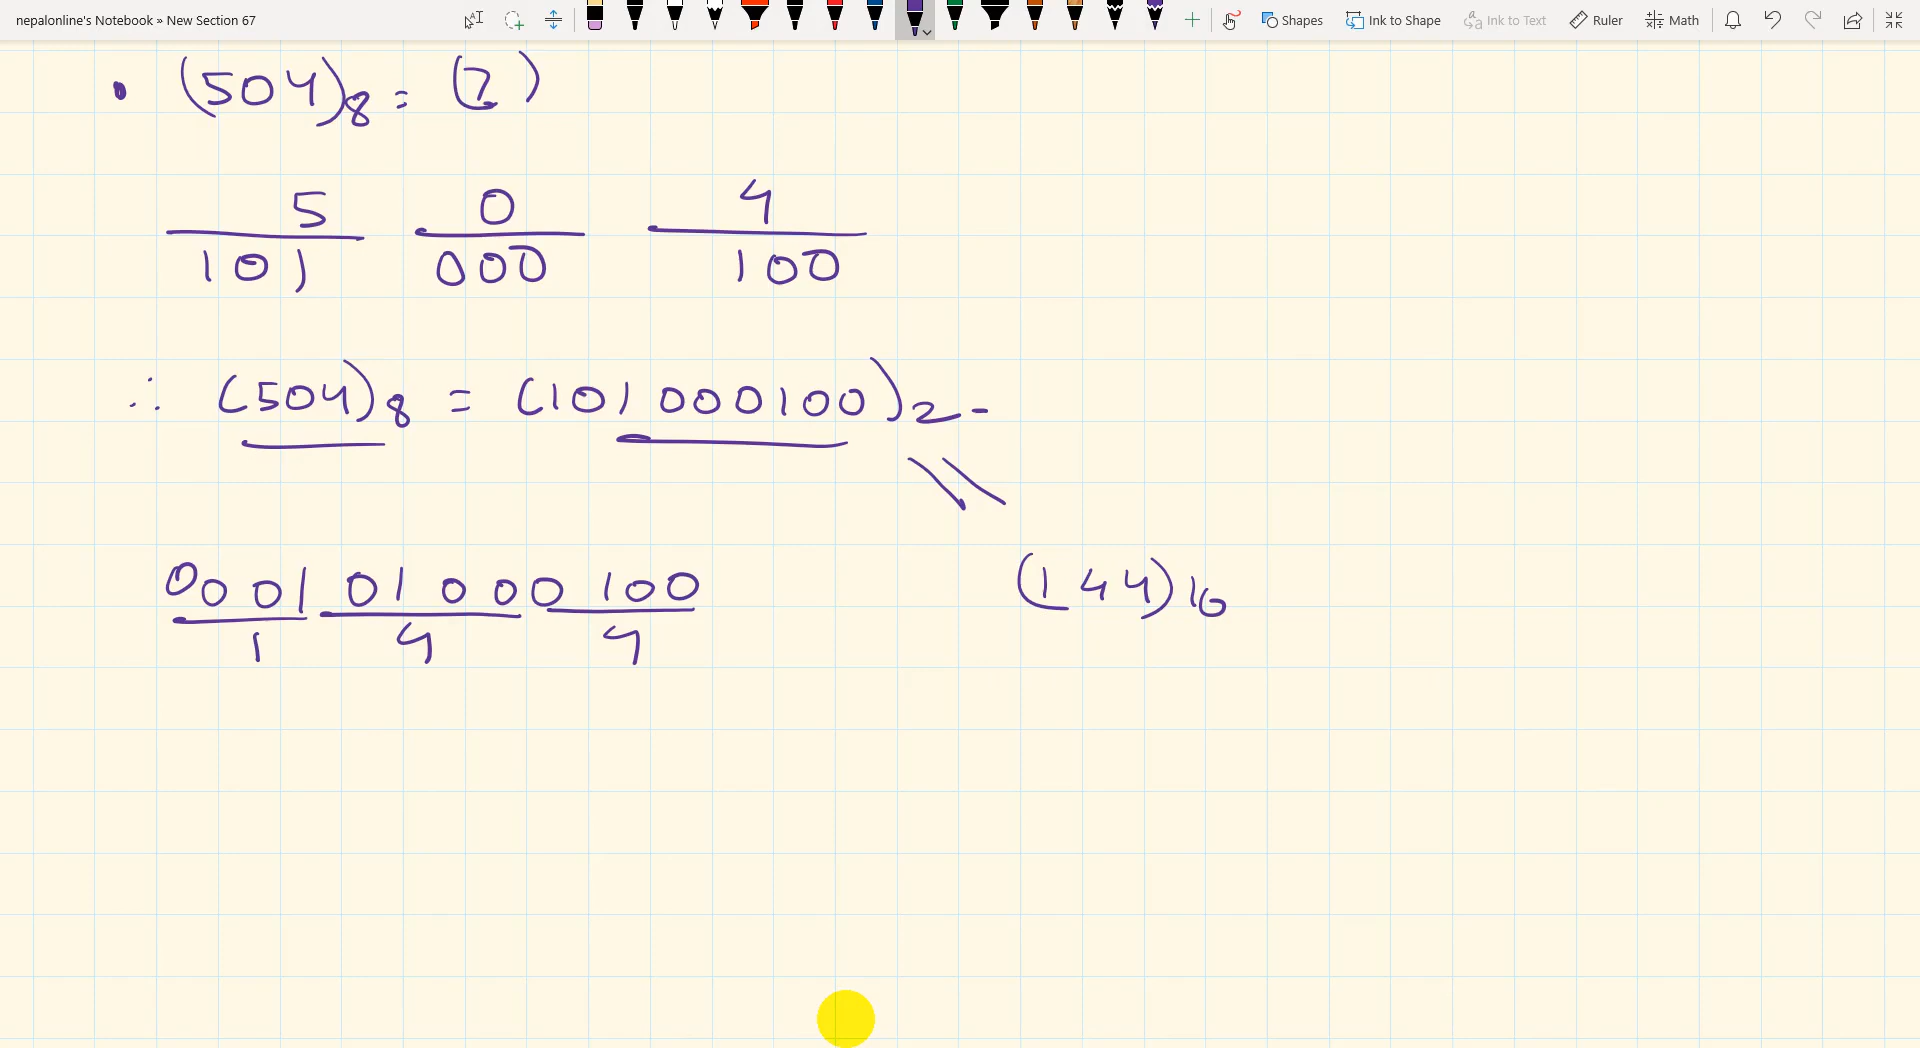 nepalonline's Notebook » New Section 67
Shapes Ink to Shape Ink to Text Ruler Math
• (504)8 = (?)
5 0 4
101 000 100
∴ (504)8 = (101000100)2-
0001 0100 0100 (144)16
1 4 4